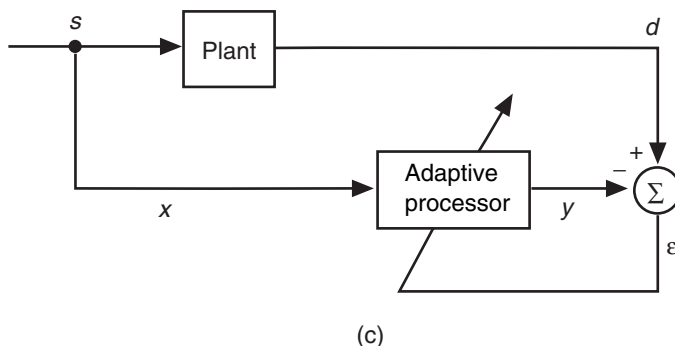 s
Plant
d
+
−
Σ
Adaptive
processor
x
y
ε
(c)